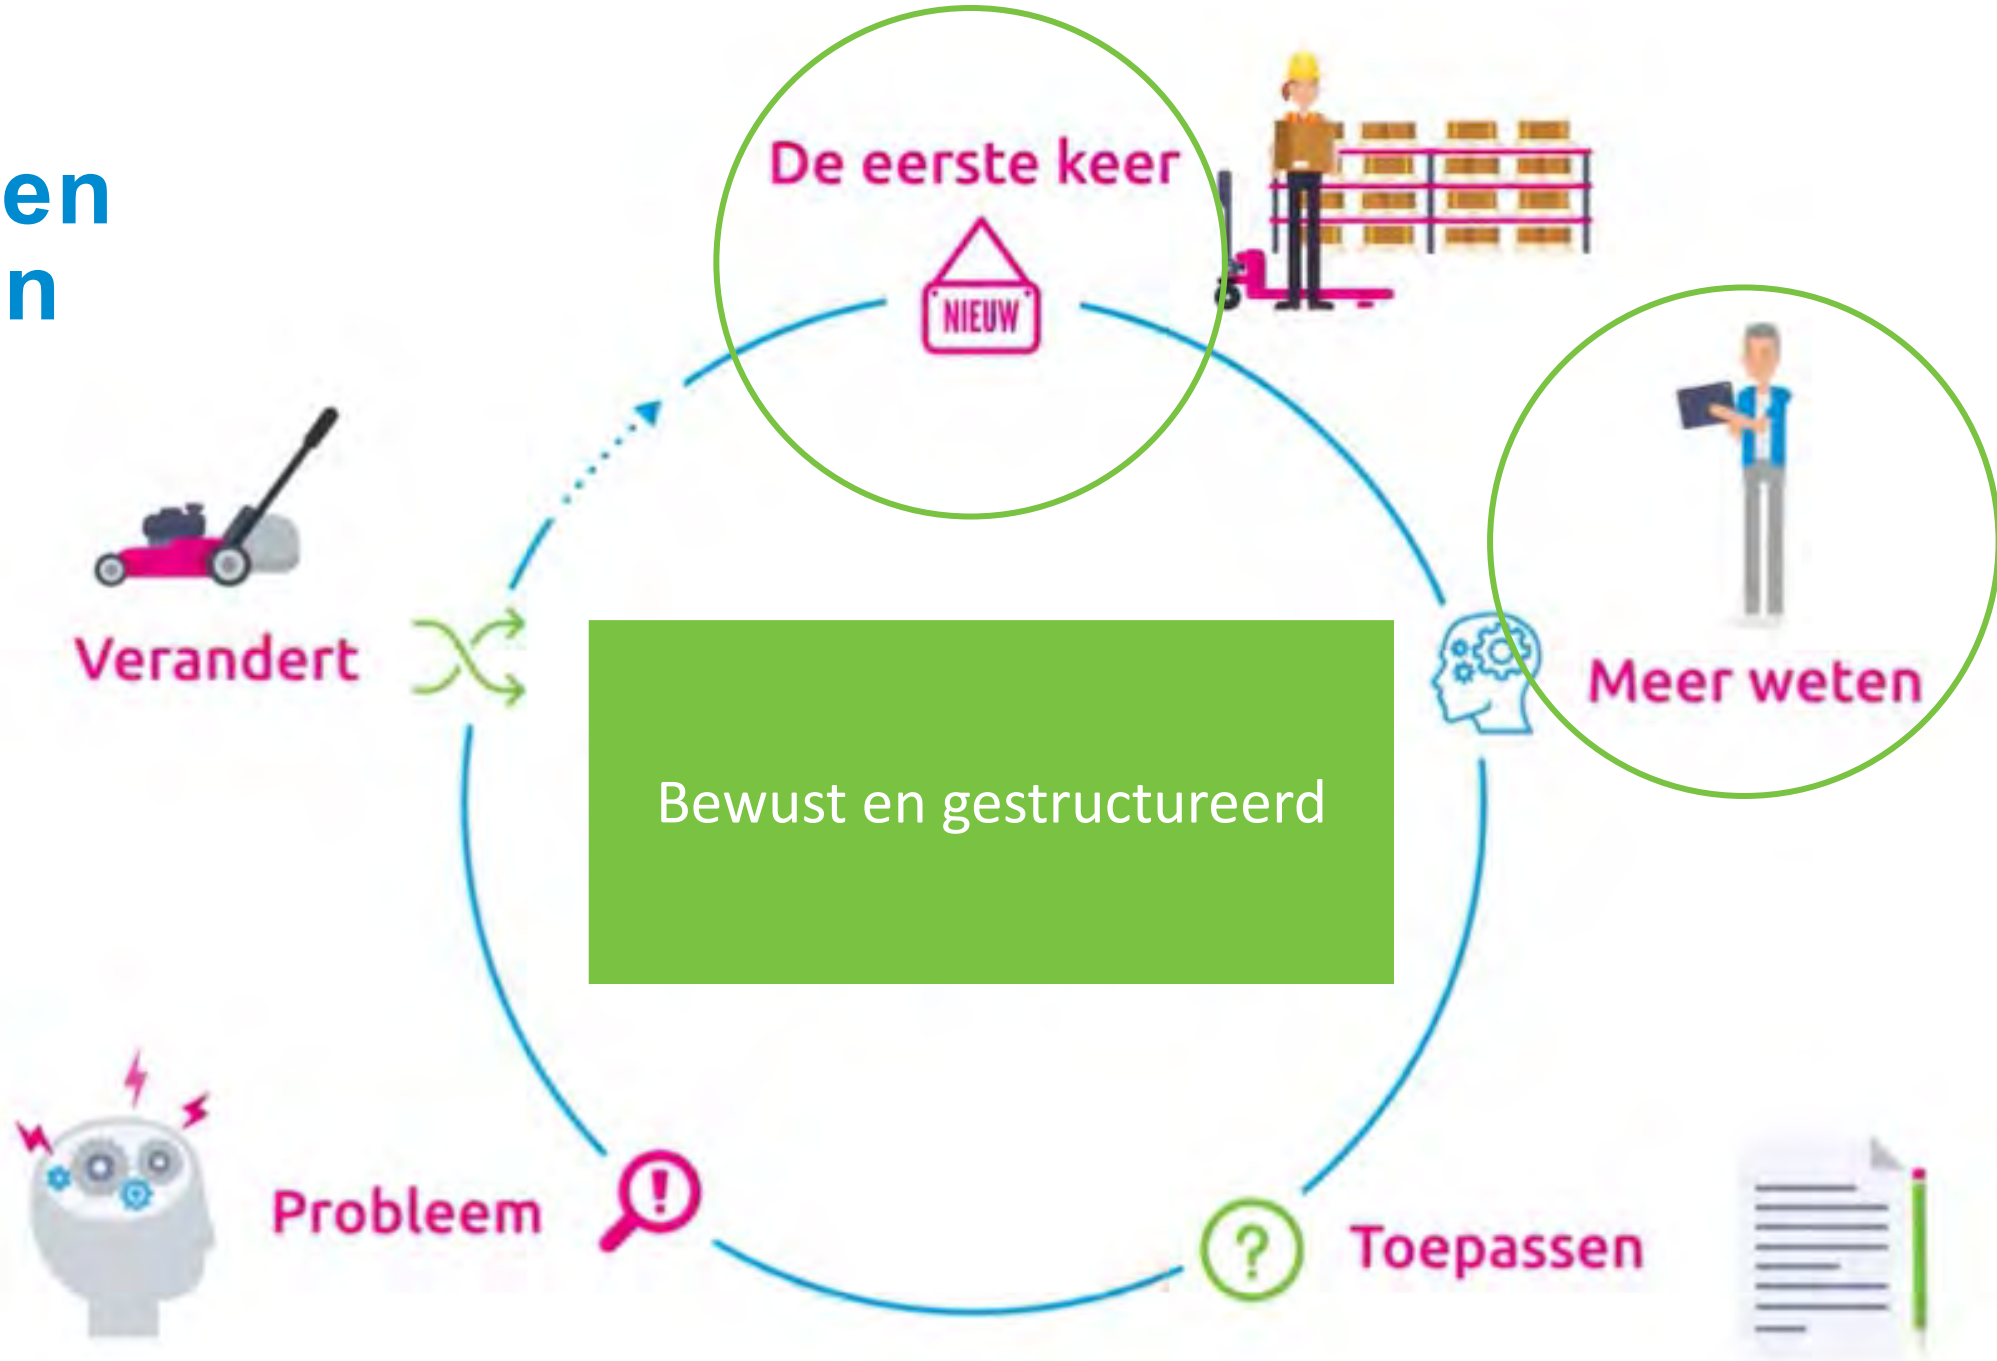 en
n
De eerste keer
NIEUW
Verandert
Meer weten
Bewust en gestructureerd
Probleem
Toepassen